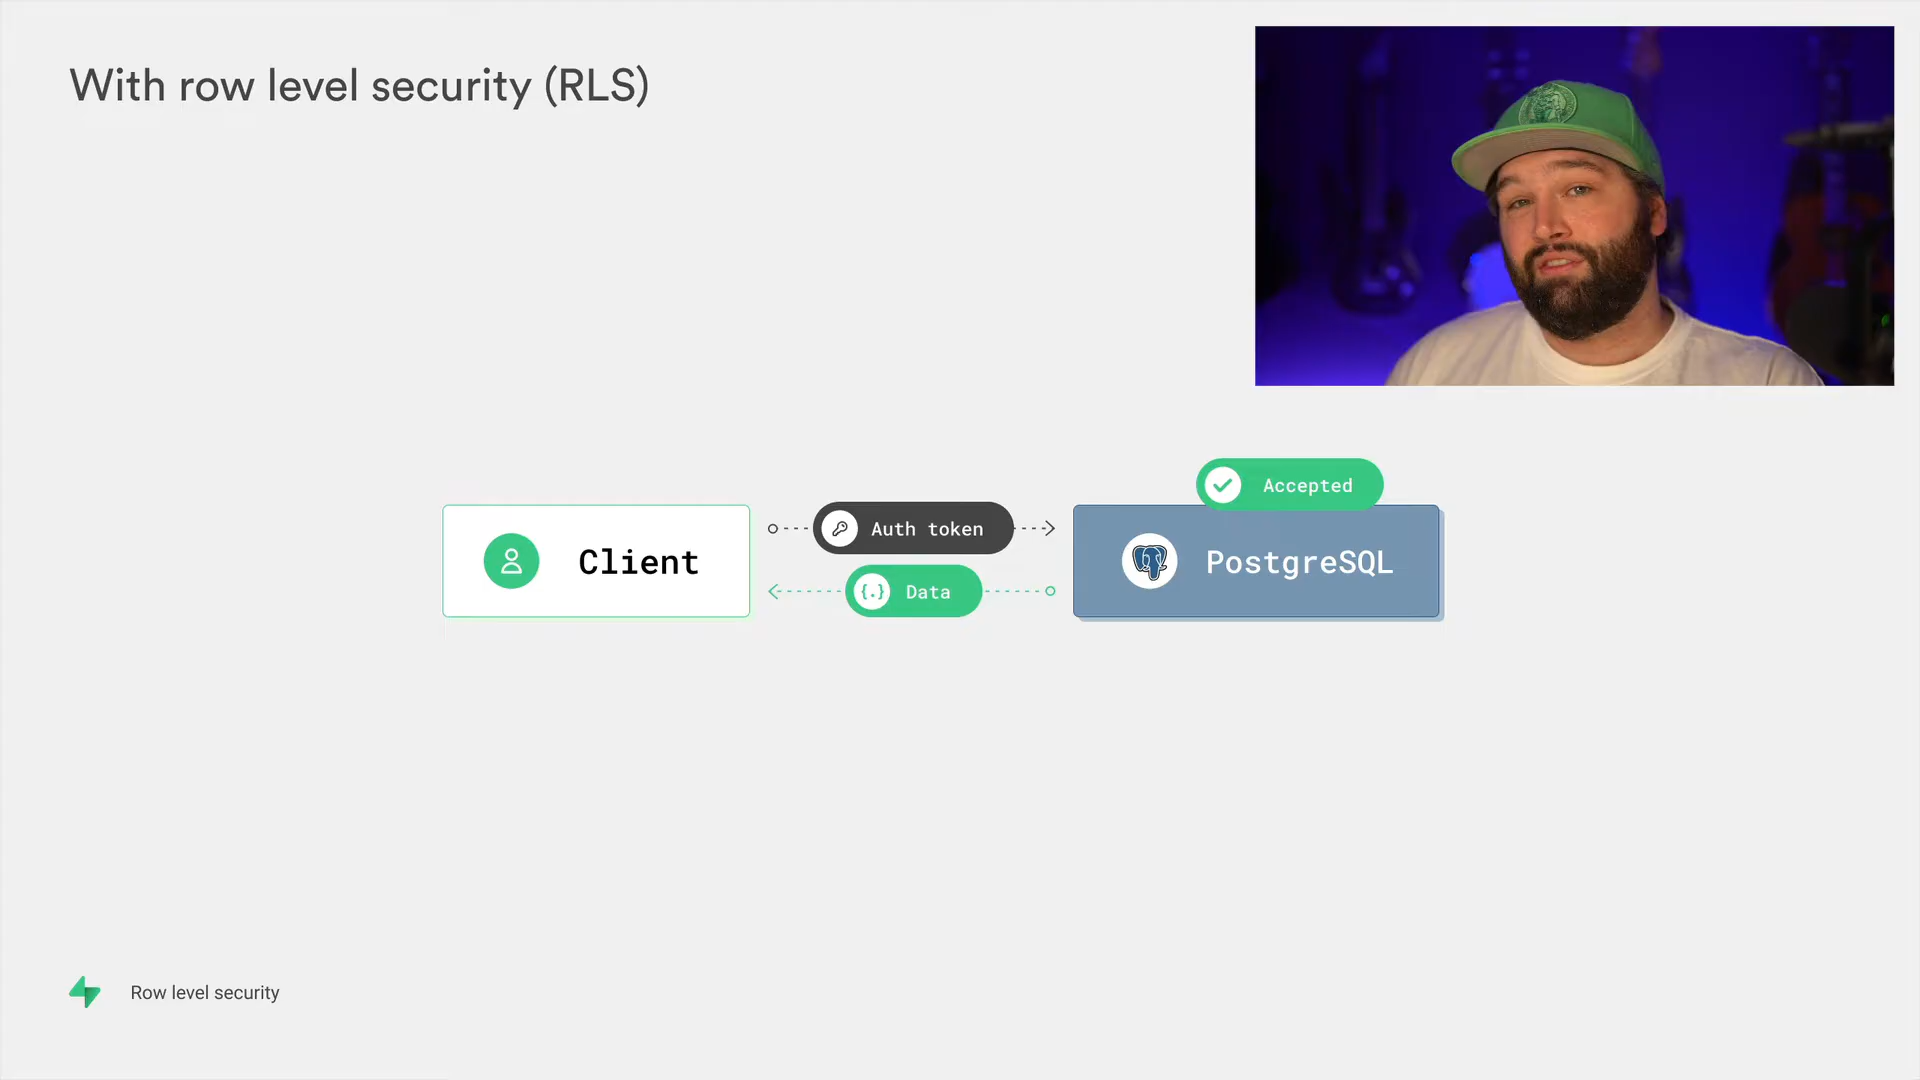 With row level security (RLS)
Accepted
Auth token
Client
PostgreSQL
{.} Data
Row level security